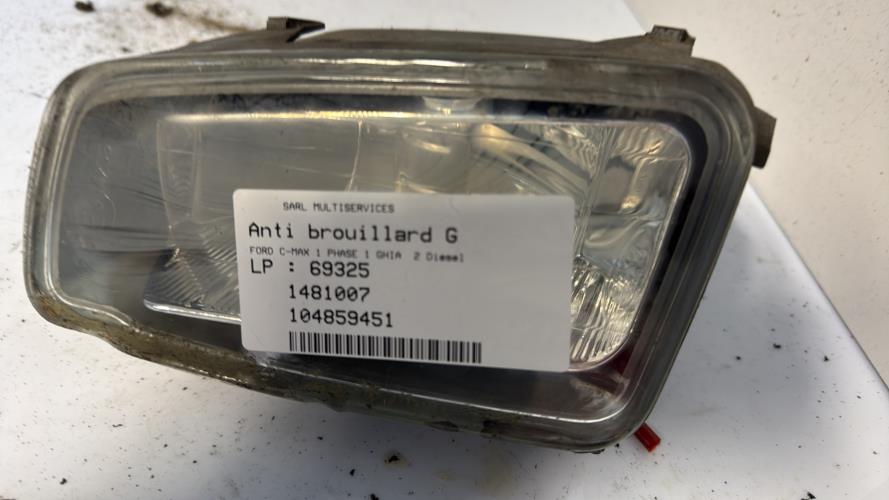 SARL MULTISERVICES
Anti brouillard G
FORD C-MAX 1 PHASE 1 GHIA 2 Diesel
LP : 69325
1481007
104859451